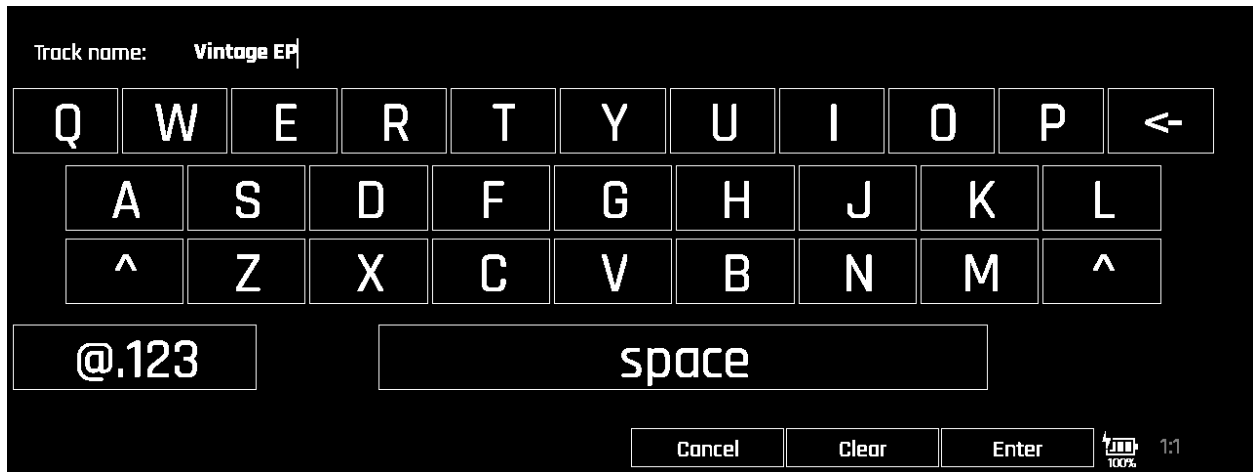 Track name: Vintage EP
Q W E R T Y U I O P <-
A S D F G H J K L
^ Z X C V B N M ^
@.123 space
Cancel Clear Enter 100% 1:1